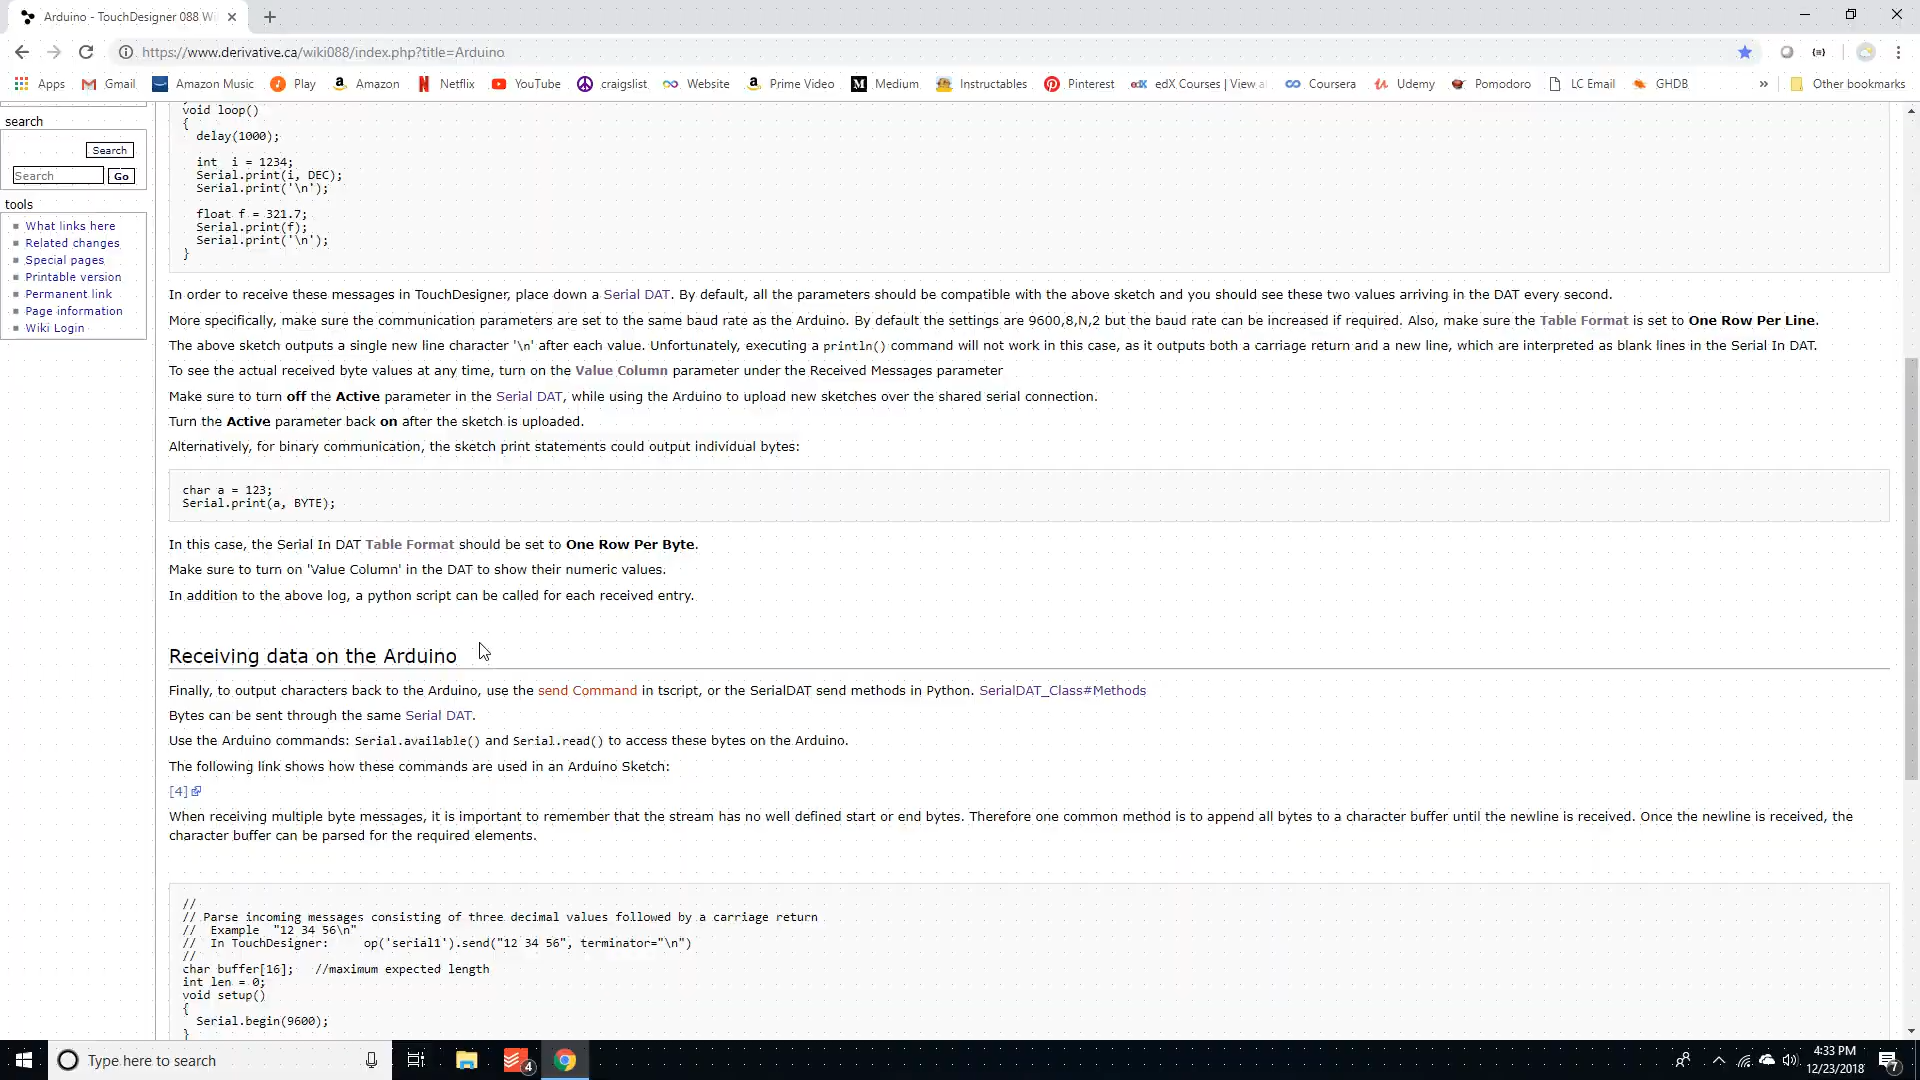 Arduino - TouchDesigner 088 Wi
https://www.derivative.ca/wiki088/index.php?title=Arduino
Apps Gmail Amazon Music Play Amazon Netflix YouTube craigslist Website Prime Video Medium Instructables Pinterest edX Courses | View a Coursera Udemy Pomodoro LC Email GHDB » Other bookmarks
search
Search
Search Go
tools
What links here
Related changes
Special pages
Printable version
Permanent link
Page information
Wiki Login
void loop()
{
delay(1000);
int i = 1234;
Serial.print(i, DEC);
Serial.print('\n');
float f = 321.7;
Serial.print(f);
Serial.print('\n');
}
In order to receive these messages in TouchDesigner, place down a Serial DAT. By default, all the parameters should be compatible with the above sketch and you should see these two values arriving in the DAT every second.
More specifically, make sure the communication parameters are set to the same baud rate as the Arduino. By default the settings are 9600,8,N,2 but the baud rate can be increased if required. Also, make sure the Table Format is set to One Row Per Line.
The above sketch outputs a single new line character '\n' after each value. Unfortunately, executing a println() command will not work in this case, as it outputs both a carriage return and a new line, which are interpreted as blank lines in the Serial In DAT.
To see the actual received byte values at any time, turn on the Value Column parameter under the Received Messages parameter
Make sure to turn off the Active parameter in the Serial DAT, while using the Arduino to upload new sketches over the shared serial connection.
Turn the Active parameter back on after the sketch is uploaded.
Alternatively, for binary communication, the sketch print statements could output individual bytes:
char a = 123;
Serial.print(a, BYTE);
In this case, the Serial In DAT Table Format should be set to One Row Per Byte.
Make sure to turn on 'Value Column' in the DAT to show their numeric values.
In addition to the above log, a python script can be called for each received entry.
Receiving data on the Arduino
Finally, to output characters back to the Arduino, use the send Command in tscript, or the SerialDAT send methods in Python. SerialDAT_Class#Methods
Bytes can be sent through the same Serial DAT.
Use the Arduino commands: Serial.available() and Serial.read() to access these bytes on the Arduino.
The following link shows how these commands are used in an Arduino Sketch:
[4]
When receiving multiple byte messages, it is important to remember that the stream has no well defined start or end bytes. Therefore one common method is to append all bytes to a character buffer until the newline is received. Once the newline is received, the
character buffer can be parsed for the required elements.
//
// Parse incoming messages consisting of three decimal values followed by a carriage return
// Example "12 34 56\n"
// In TouchDesigner: op('serial1').send("12 34 56", terminator="\n")
//
char buffer[16]; //maximum expected length
int len = 0;
void setup()
{
Serial.begin(9600);
}
Type here to search
4
4:33 PM
12/23/2018
7